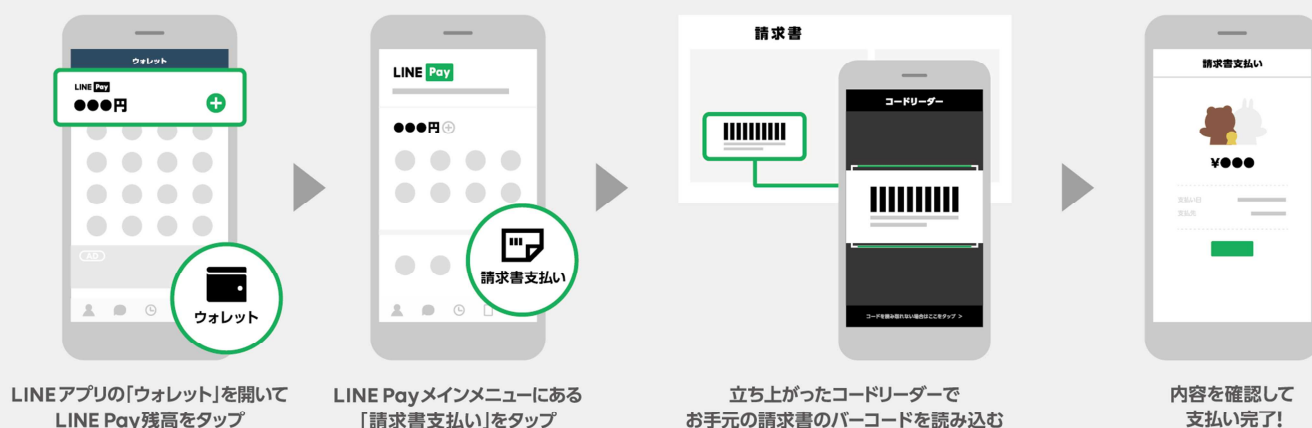 ウォレット
LINE Pay
●●●円
AD
ウォレット
LINEアプリの「ウォレット」を開いて
LINE Pay残高をタップ
LINE Pay
●●●円
請求書支払い
LINE Payメインメニューにある
「請求書支払い」をタップ
請求書
コードリーダー
コードを読み取れない場合はここをタップ >
立ち上がったコードリーダーで
お手元の請求書のバーコードを読み込む
請求書支払い
¥●●●
支払い日
支払先
内容を確認して
支払い完了!